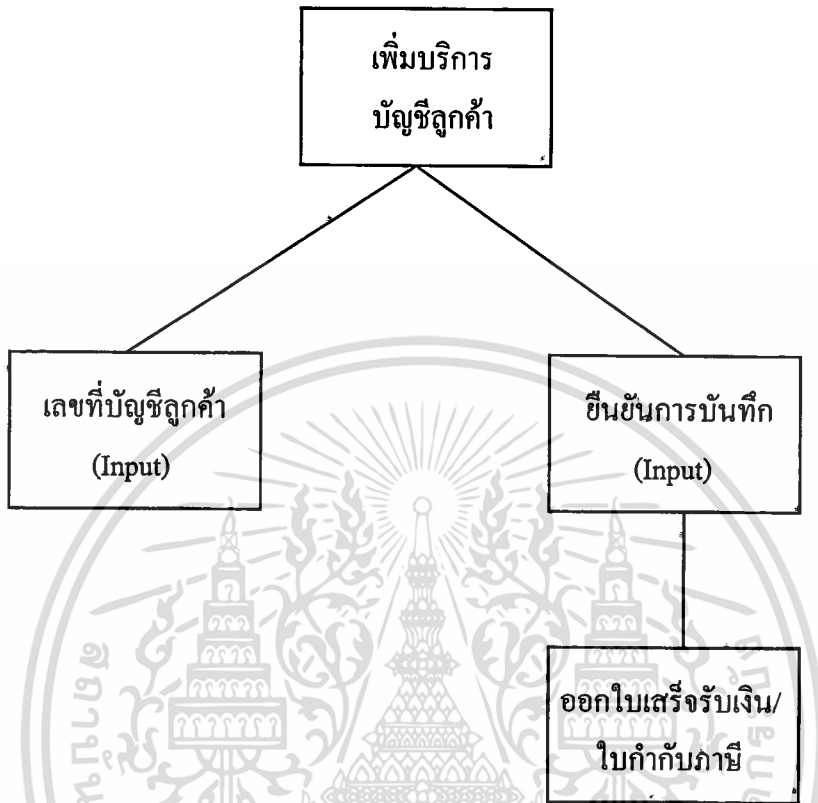 เพิ่มบริการ
บัญชีลูกค้า
เลขที่บัญชีลูกค้า
(Input)
ยืนยันการบันทึก
(Input)
ออกใบเสร็จรับเงิน/
ใบกำกับภาษี